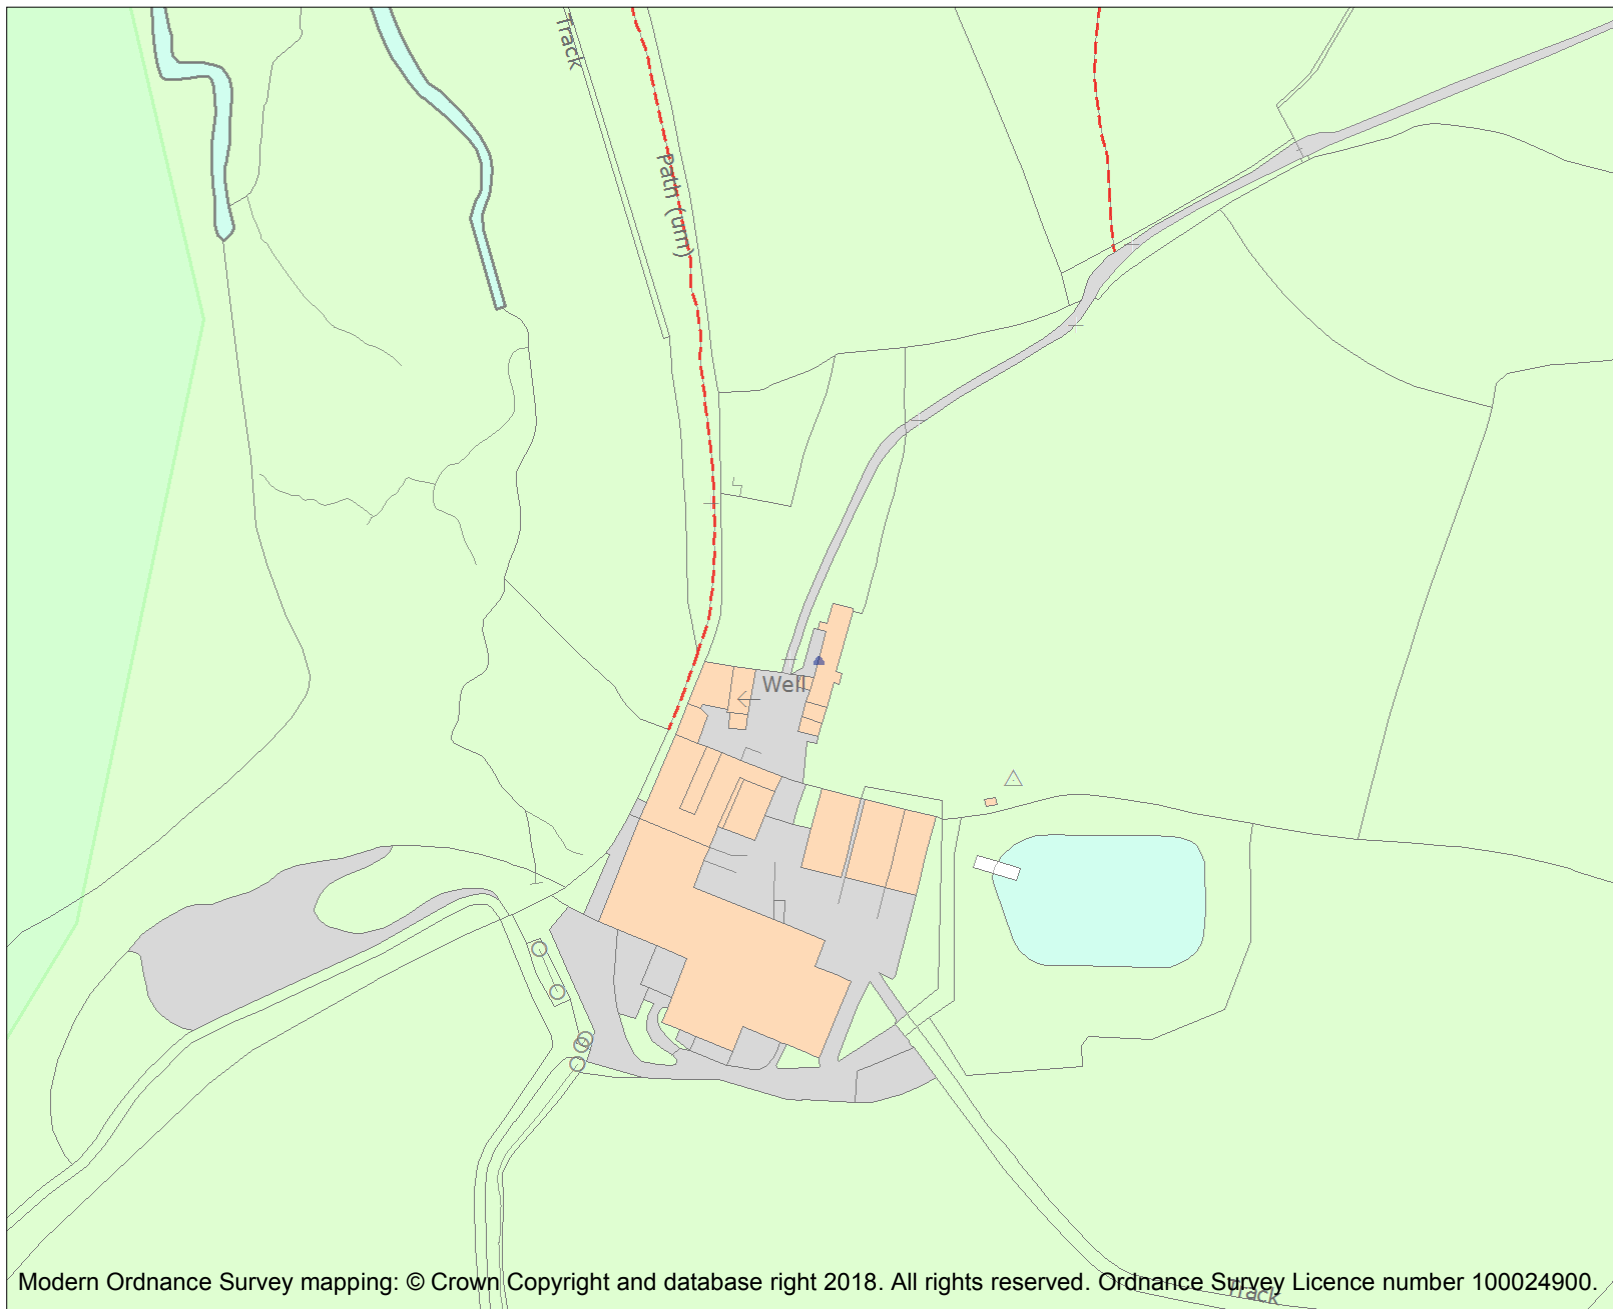 Track
Path (um)
Well
Modern Ordnance Survey mapping: © Crown Copyright and database right 2018. All rights reserved. Ordnance Survey Licence number 100024900.
Track